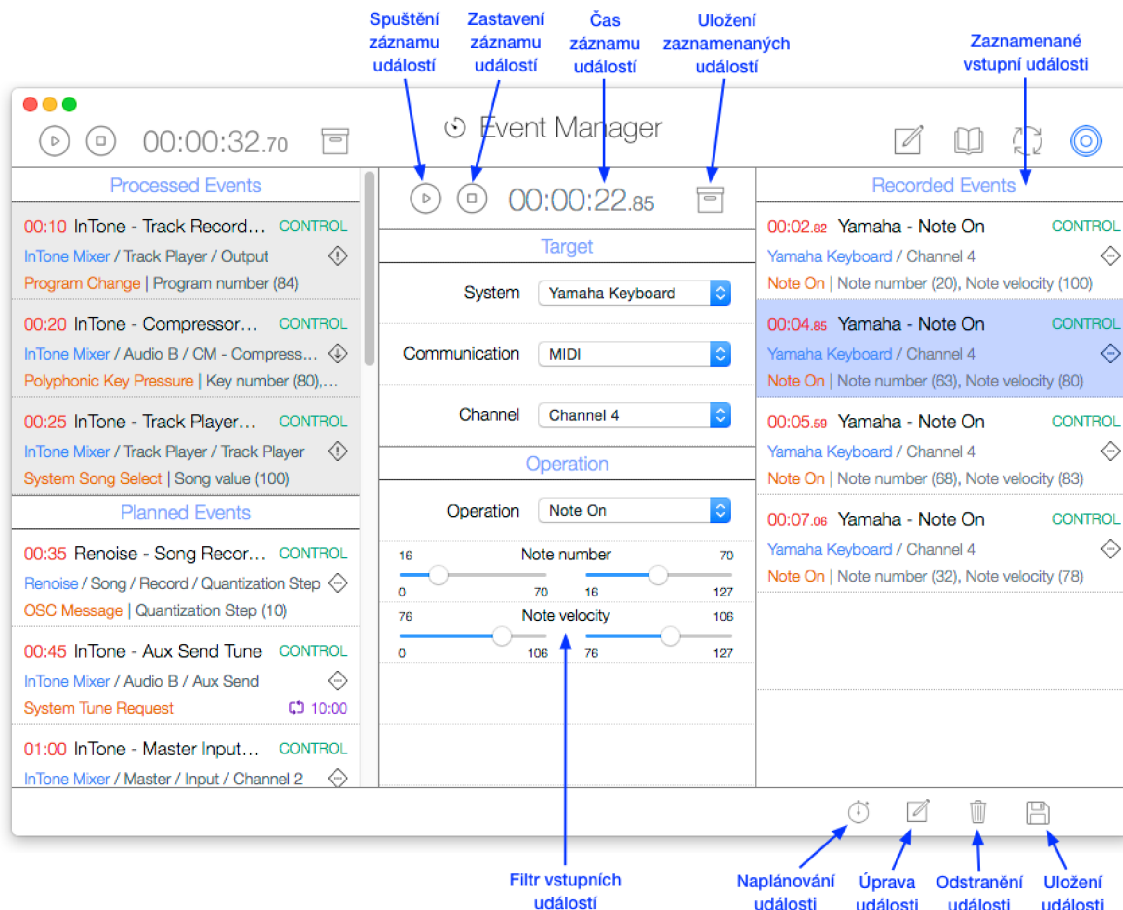 Spuštění
záznamu
událostí
Zastavení
záznamu
událostí
Čas
záznamu
událostí
Uložení
zaznamenaných
událostí
Zaznamenané
vstupní události
00:00:32.70
Event Manager
Processed Events
00:10 InTone - Track Record... CONTROL
InTone Mixer / Track Player / Output
Program Change | Program number (84)
00:20 InTone - Compressor... CONTROL
InTone Mixer / Audio B / CM - Compress...
Polyphonic Key Pressure | Key number (80),...
00:25 InTone - Track Player... CONTROL
InTone Mixer / Track Player / Track Player
System Song Select | Song value (100)
Planned Events
00:35 Renoise - Song Recor... CONTROL
Renoise / Song / Record / Quantization Step
OSC Message | Quantization Step (10)
00:45 InTone - Aux Send Tune CONTROL
InTone Mixer / Audio B / Aux Send
System Tune Request 10:00
01:00 InTone - Master Input... CONTROL
InTone Mixer / Master / Input / Channel 2
00:00:22.85
Target
System Yamaha Keyboard
Communication MIDI
Channel Channel 4
Operation
Operation Note On
16 Note number 70
0 70 16 127
76 Note velocity 106
0 106 76 127
Recorded Events
00:02.82 Yamaha - Note On CONTROL
Yamaha Keyboard / Channel 4
Note On | Note number (20), Note velocity (100)
00:04.85 Yamaha - Note On CONTROL
Yamaha Keyboard / Channel 4
Note On | Note number (63), Note velocity (80)
00:05.59 Yamaha - Note On CONTROL
Yamaha Keyboard / Channel 4
Note On | Note number (68), Note velocity (83)
00:07.06 Yamaha - Note On CONTROL
Yamaha Keyboard / Channel 4
Note On | Note number (32), Note velocity (78)
Filtr vstupních
událostí
Naplánování
události
Úprava
události
Odstranění
události
Uložení
události